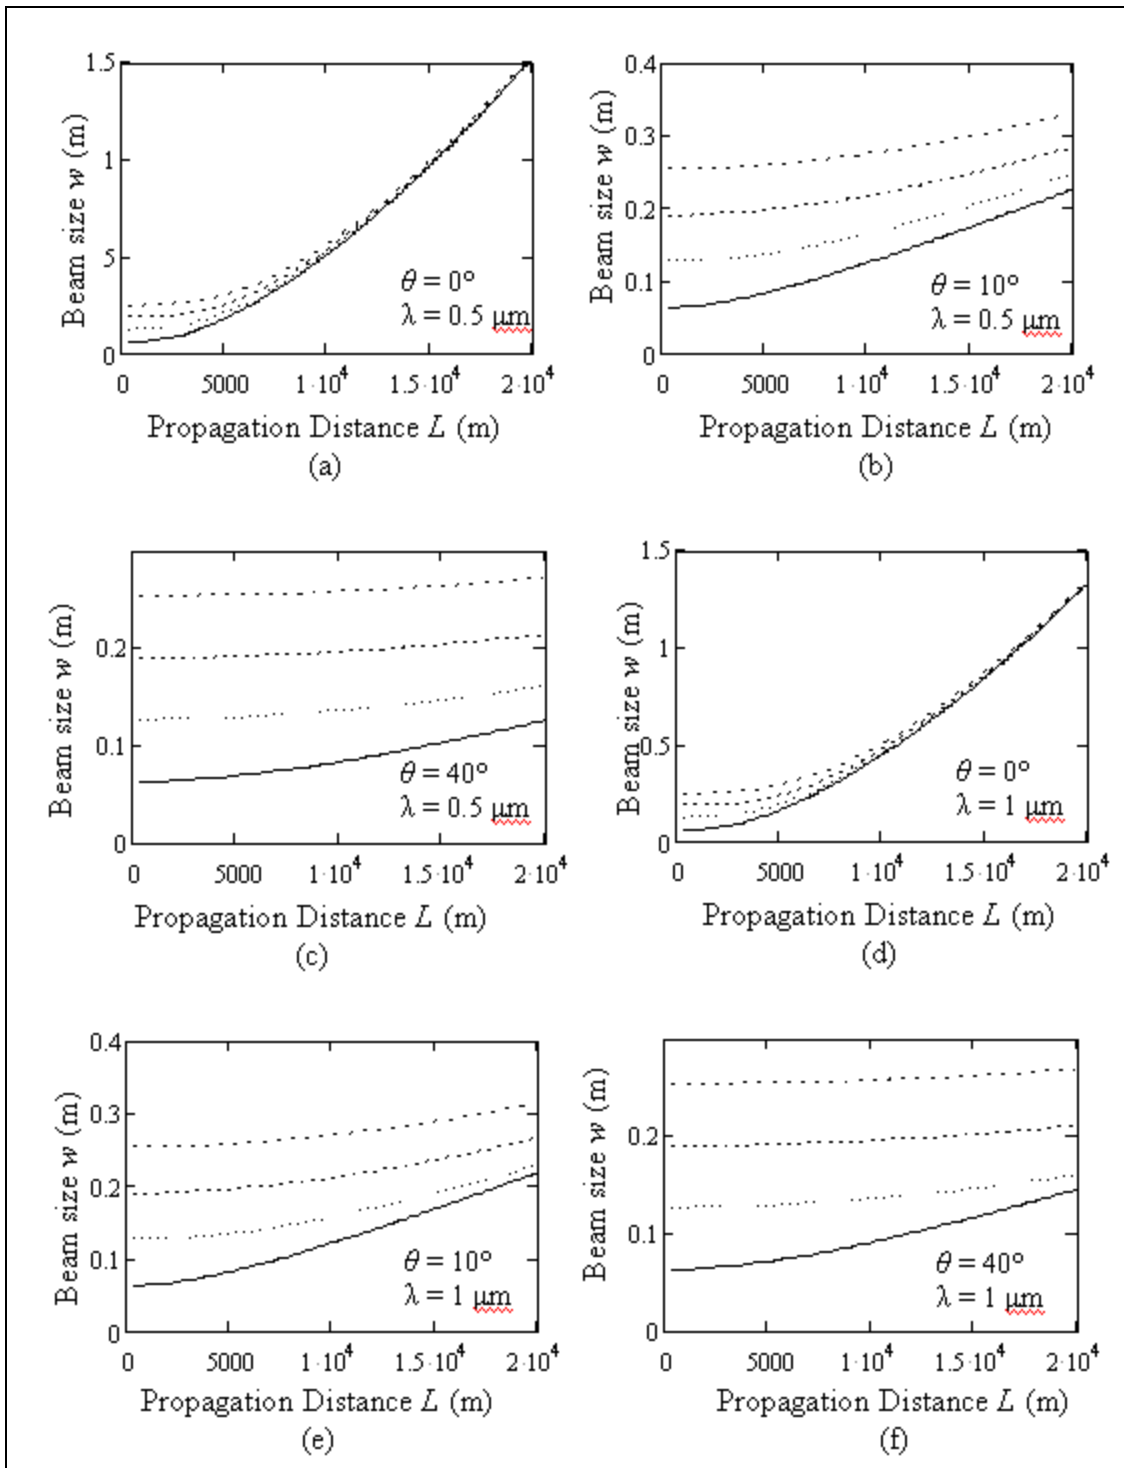 1.5
1
5
0
Beam size w (m)
θ = 0°
λ = 0.5 μm
0 5000 1·10⁴ 1.5·10⁴ 2·10⁴
Propagation Distance L (m)
(a)
0.4
0.3
0.2
0.1
0
Beam size w (m)
θ = 10°
λ = 0.5 μm
0 5000 1·10⁴ 1.5·10⁴ 2·10⁴
Propagation Distance L (m)
(b)
0.2
0.1
0
Beam size w (m)
θ = 40°
λ = 0.5 μm
0 5000 1·10⁴ 1.5·10⁴ 2·10⁴
Propagation Distance L (m)
(c)
1.5
1
0.5
0
Beam size w (m)
θ = 0°
λ = 1 μm
0 5000 1·10⁴ 1.5·10⁴ 2·10⁴
Propagation Distance L (m)
(d)
0.4
0.3
0.2
0.1
0
Beam size w (m)
θ = 10°
λ = 1 μm
0 5000 1·10⁴ 1.5·10⁴ 2·10⁴
Propagation Distance L (m)
(e)
0.2
0.1
0
Beam size w (m)
θ = 40°
λ = 1 μm
0 5000 1·10⁴ 1.5·10⁴ 2·10⁴
Propagation Distance L (m)
(f)